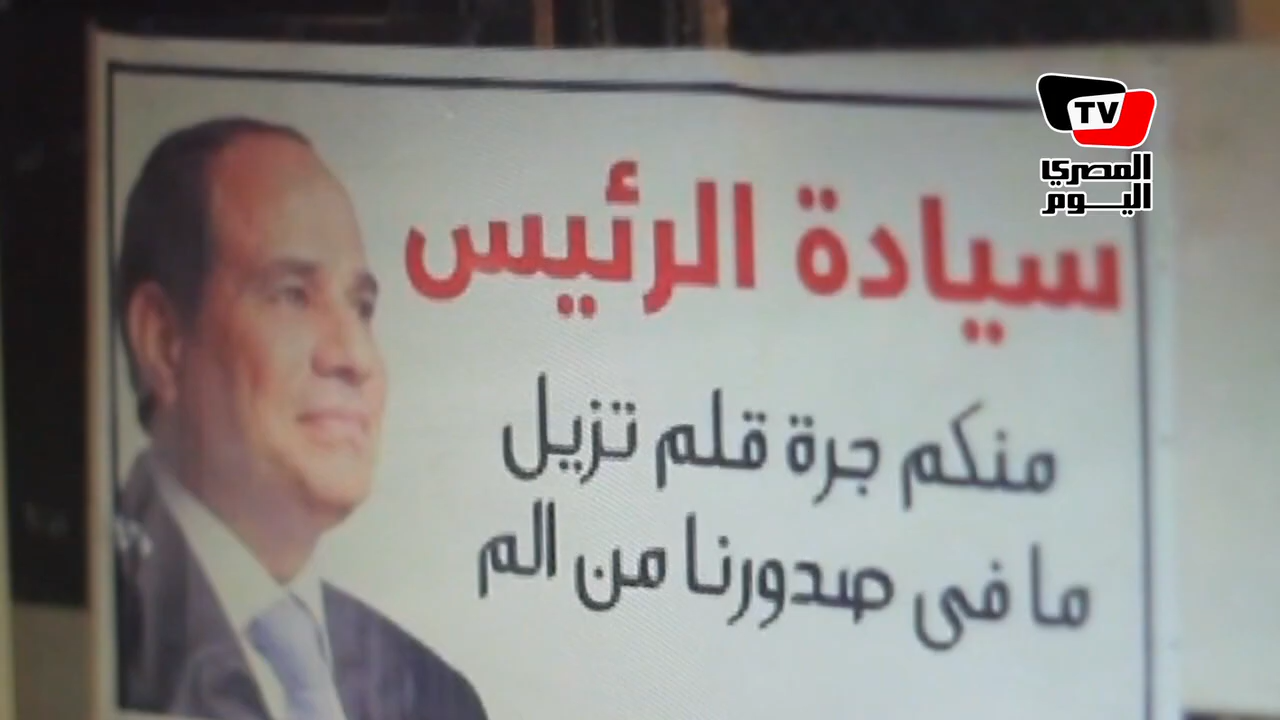 TV
المصري
اليوم
سيادة الرئيس
منكم جرة قلم تزيل
ما فى صدورنا من الم